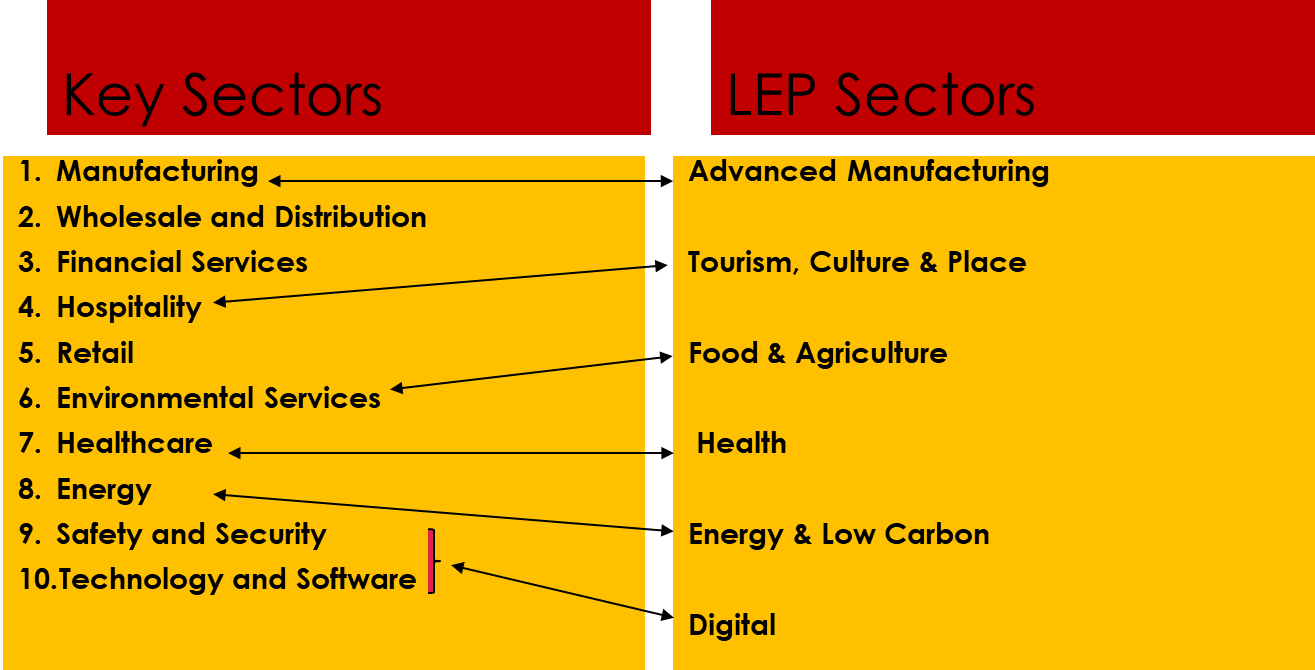 Key Sectors
1. Manufacturing
2. Wholesale and Distribution
3. Financial Services
4. Hospitality
5. Retail
6. Environmental Services
7. Healthcare
8. Energy
9. Safety and Security
10.Technology and Software
LEP Sectors
Advanced Manufacturing
Tourism, Culture & Place
Food & Agriculture
Health
Energy & Low Carbon
Digital